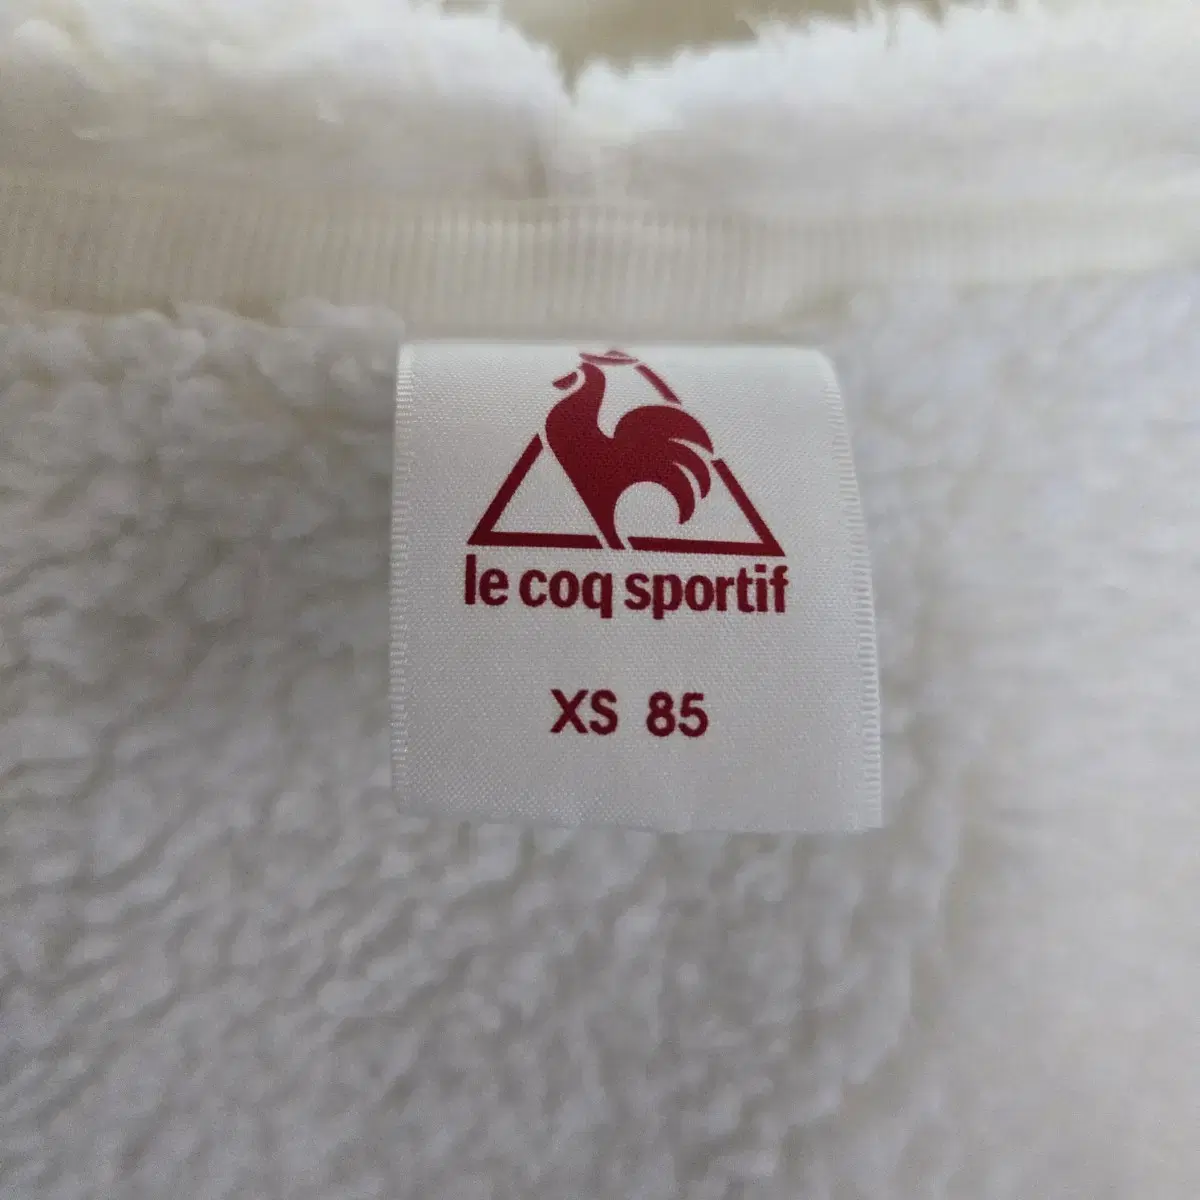 le coq sportif
XS 85